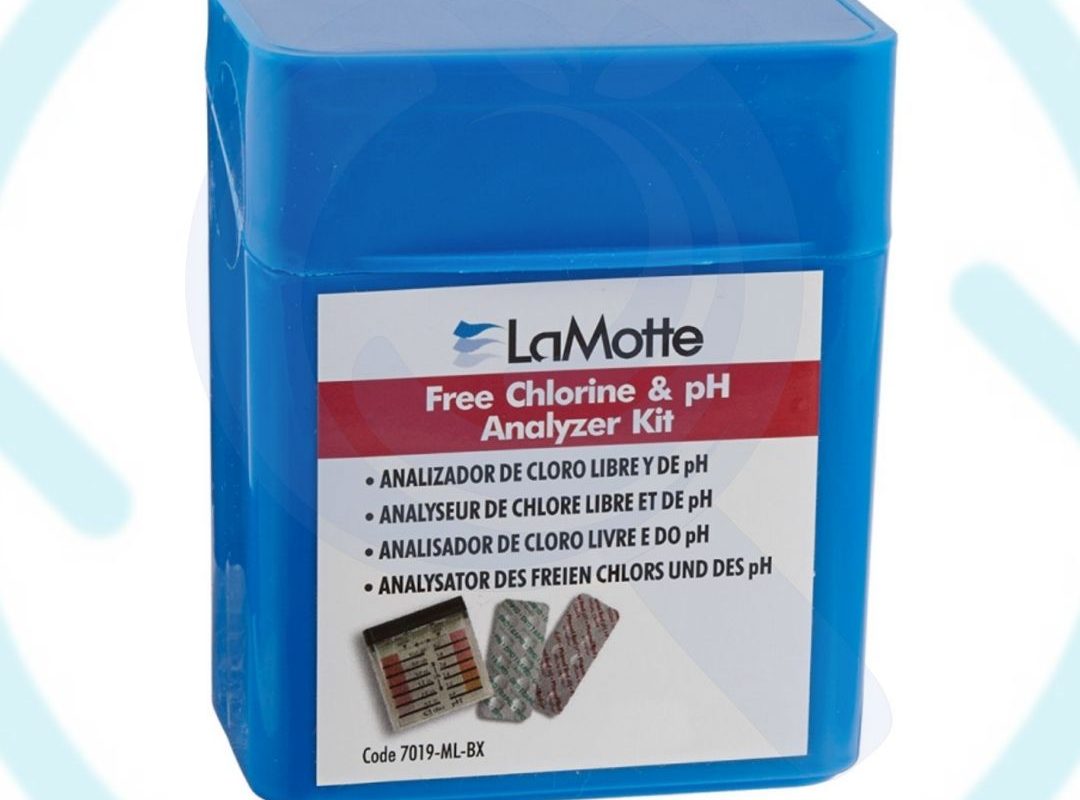 LaMotte
Free Chlorine & pH
Analyzer Kit
• ANALIZADOR DE CLORO LIBRE Y DE pH
• ANALYSEUR DE CHLORE LIBRE ET DE pH
• ANALISADOR DE CLORO LIVRE E DO pH
• ANALYSATOR DES FREIEN CHLORS UND DES pH
pH
Code 7019-ML-BX